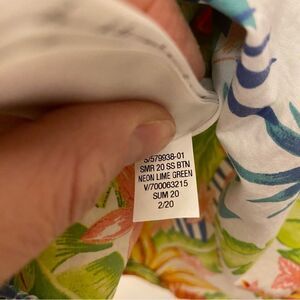 S/579938-01
SMR 20 SS BTN
NEON LIME GREEN
V/700063215
SUM 20
2/20